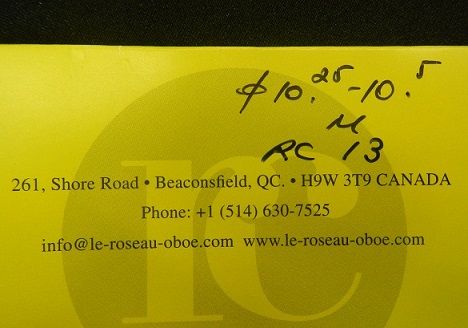 ϕ 10.25-10.5
M
RC 13
261, Shore Road • Beaconsfield, QC. • H9W 3T9 CANADA
Phone: +1 (514) 630-7525
info@le-roseau-oboe.com www.le-roseau-oboe.com
rc